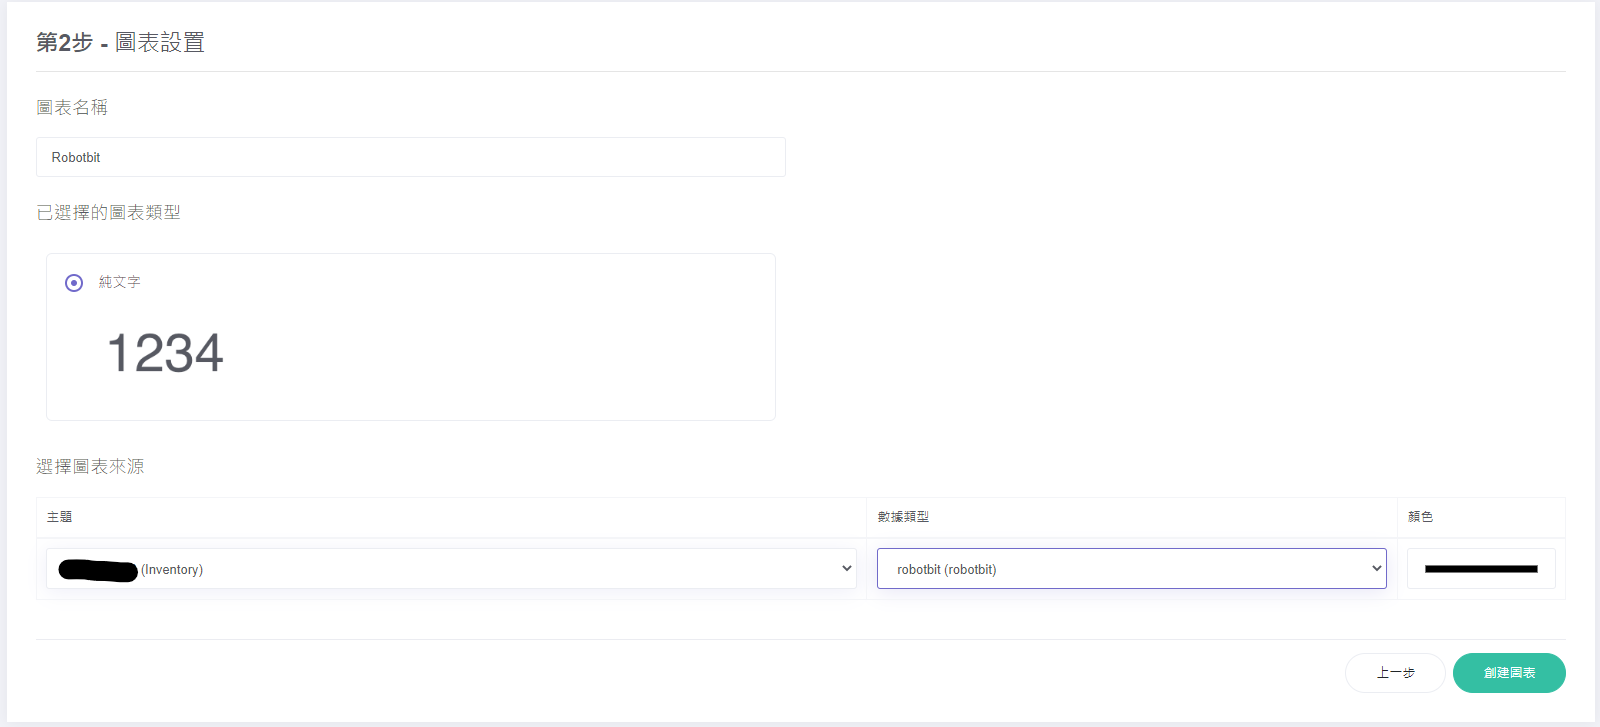 第2步 - 圖表設置
圖表名稱
Robotbit
已選擇的圖表類型
純文字
1234
選擇圖表來源
主題 數據類型 顏色
(Inventory) robotbit (robotbit)
上一步 創建圖表